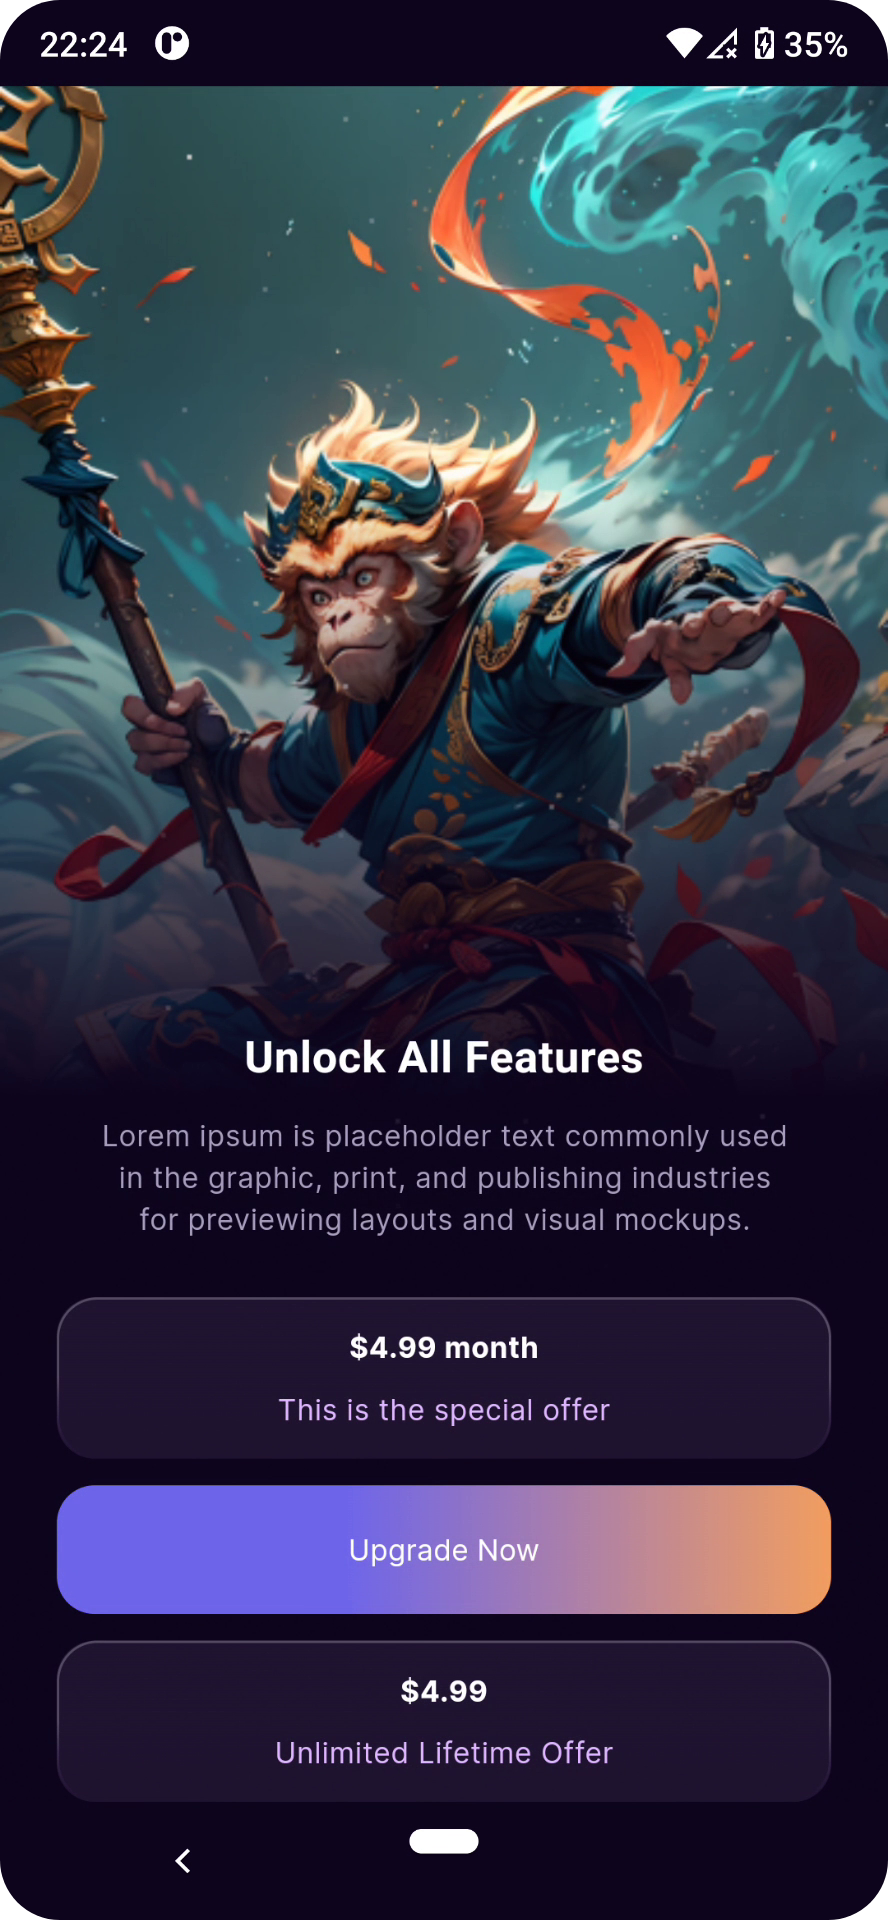 22:24
35%
Unlock All Features
Lorem ipsum is placeholder text commonly used
in the graphic, print, and publishing industries
for previewing layouts and visual mockups.
$4.99 month
This is the special offer
Upgrade Now
$4.99
Unlimited Lifetime Offer